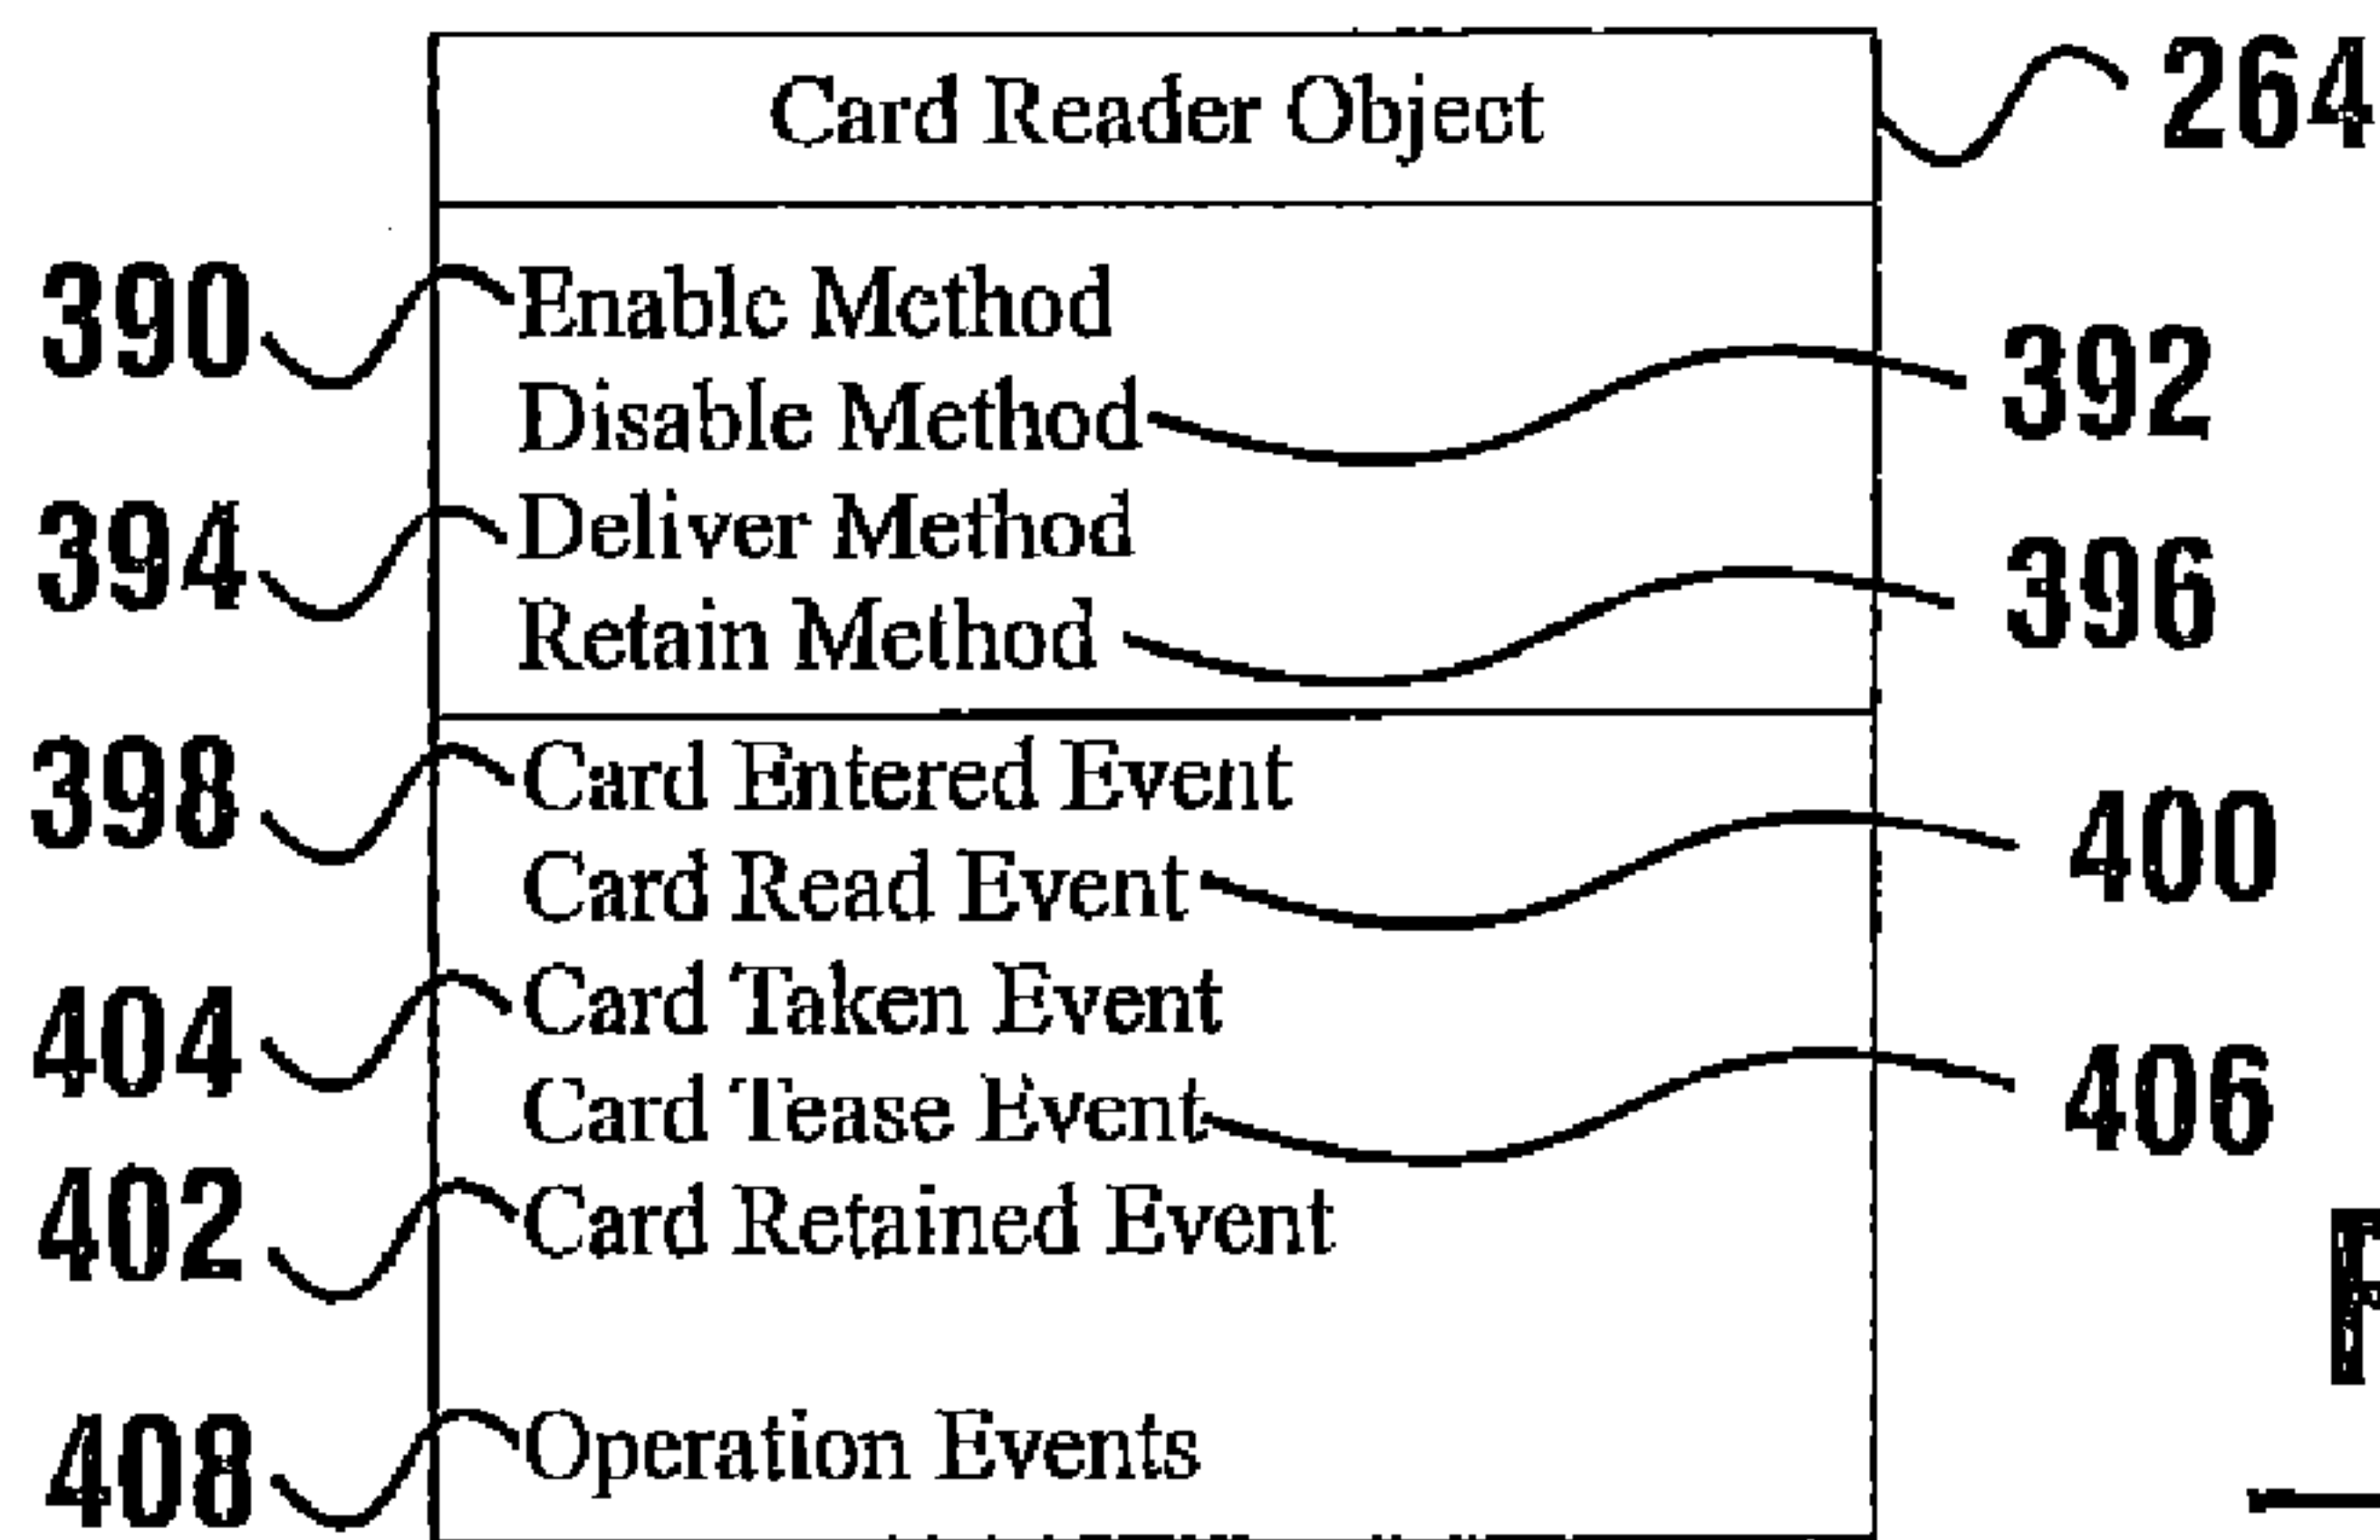 Card Reader Object 264
390 Enable Method
Disable Method 392
394 Deliver Method
Retain Method 396
398 Card Entered Event
Card Read Event 400
404 Card Taken Event
Card Tease Event 406
402 Card Retained Event
408 Operation Events